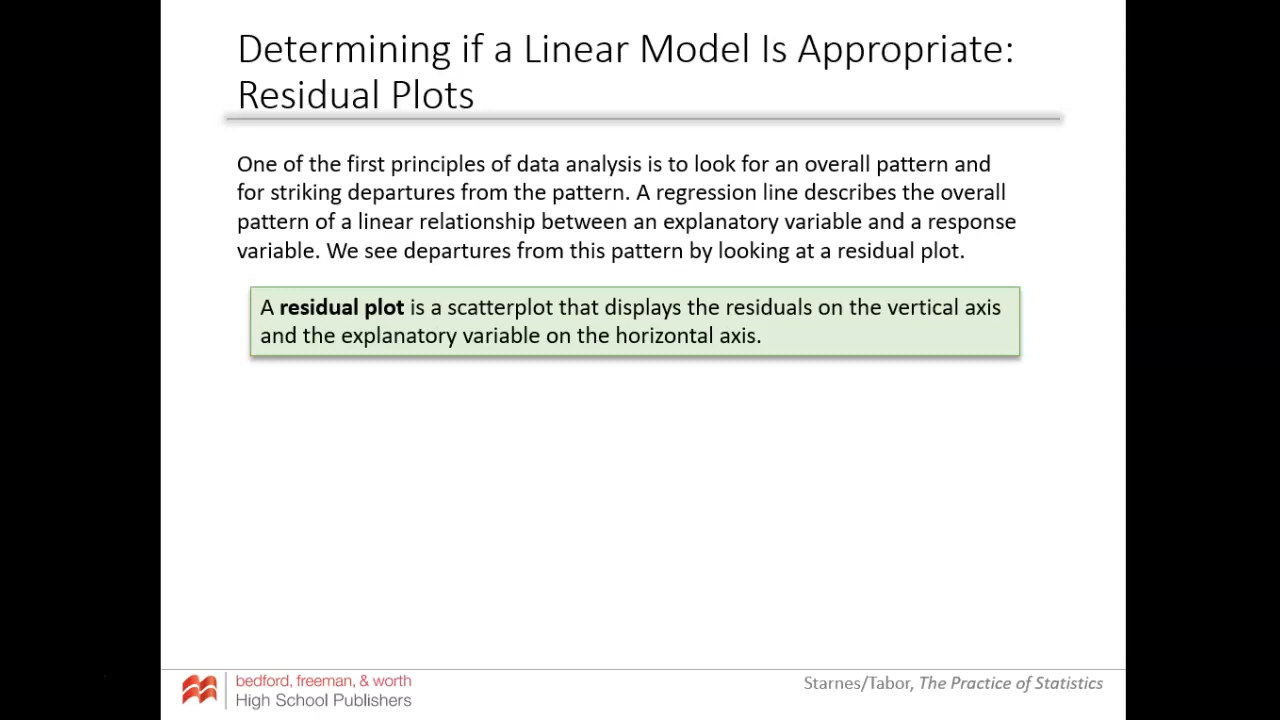 Determining if a Linear Model Is Appropriate:
Residual Plots
One of the first principles of data analysis is to look for an overall pattern and
for striking departures from the pattern. A regression line describes the overall
pattern of a linear relationship between an explanatory variable and a response
variable. We see departures from this pattern by looking at a residual plot.
A residual plot is a scatterplot that displays the residuals on the vertical axis
and the explanatory variable on the horizontal axis.
bedford, freeman, & worth
High School Publishers
Starnes/Tabor, The Practice of Statistics